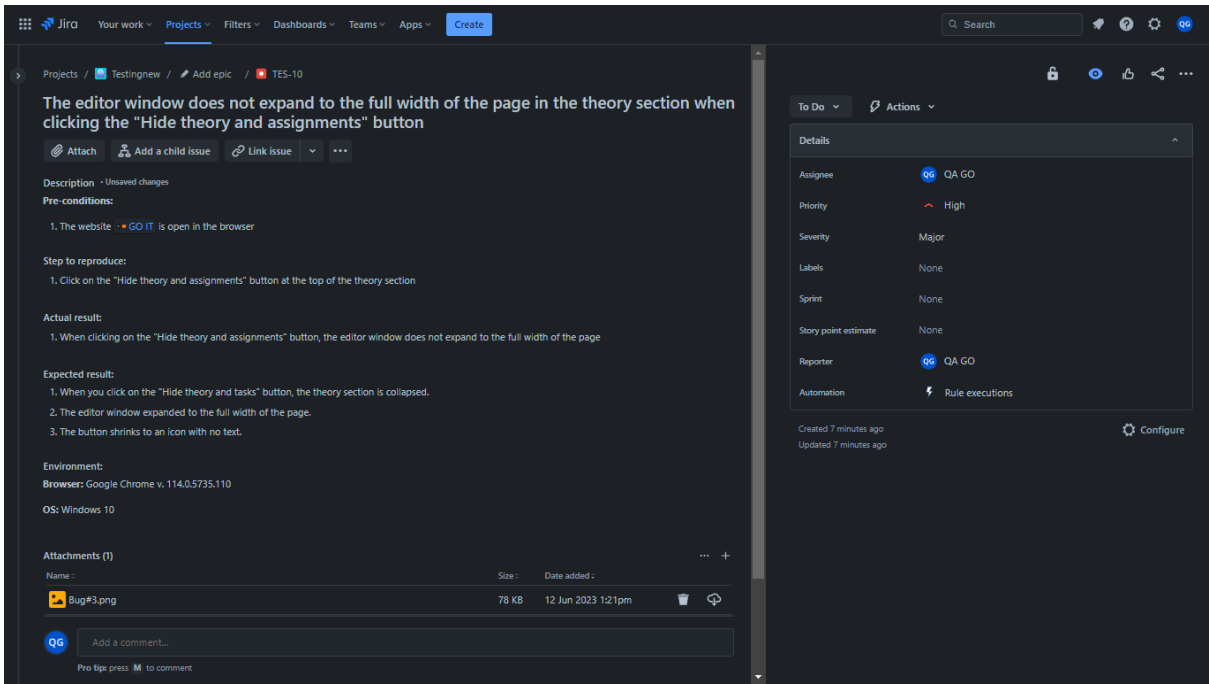 Jira Your work Projects Filters Dashboards Teams Apps Create Search QG
Projects / Testingnew / Add epic / TES-10
The editor window does not expand to the full width of the page in the theory section when
clicking the "Hide theory and assignments" button
Attach Add a child issue Link issue
Description • Unsaved changes
Pre-conditions:
1. The website GO IT is open in the browser
Step to reproduce:
1. Click on the "Hide theory and assignments" button at the top of the theory section
Actual result:
1. When clicking on the "Hide theory and assignments" button, the editor window does not expand to the full width of the page
Expected result:
1. When you click on the "Hide theory and tasks" button, the theory section is collapsed.
2. The editor window expanded to the full width of the page.
3. The button shrinks to an icon with no text.
Environment:
Browser: Google Chrome v. 114.0.5735.110
OS: Windows 10
Attachments (1)
Name Size Date added
Bug#3.png 78 KB 12 Jun 2023 1:21pm
QG Add a comment...
Pro tip: press M to comment
To Do Actions
Details
Assignee QG QA GO
Priority High
Severity Major
Labels None
Sprint None
Story point estimate None
Reporter QG QA GO
Automation Rule executions
Created 7 minutes ago Configure
Updated 7 minutes ago